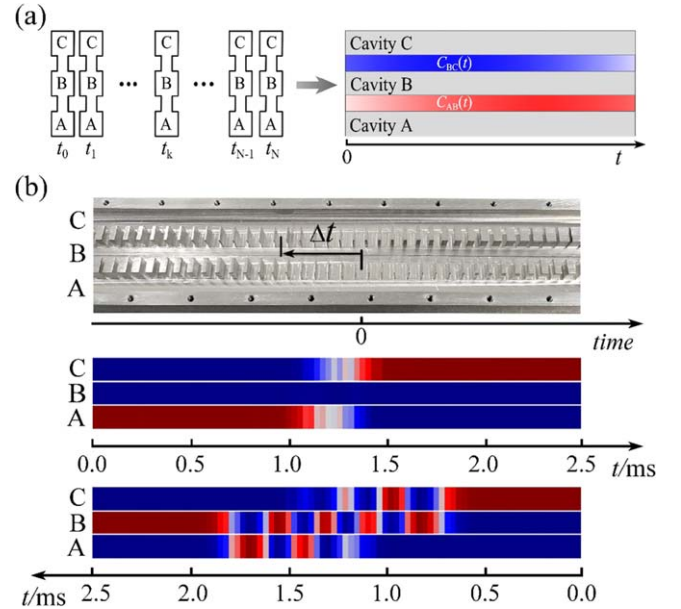 (a)
C C C C C
B B ... B ... B B
A A A A A
t0 t1 tk tN-1 tN
Cavity C
CBC(t)
Cavity B
CAB(t)
Cavity A
0 t
(b)
C
B
A
Δt
0 time
C
B
A
0.0 0.5 1.0 1.5 2.0 2.5 t/ms
C
B
A
t/ms 2.5 2.0 1.5 1.0 0.5 0.0